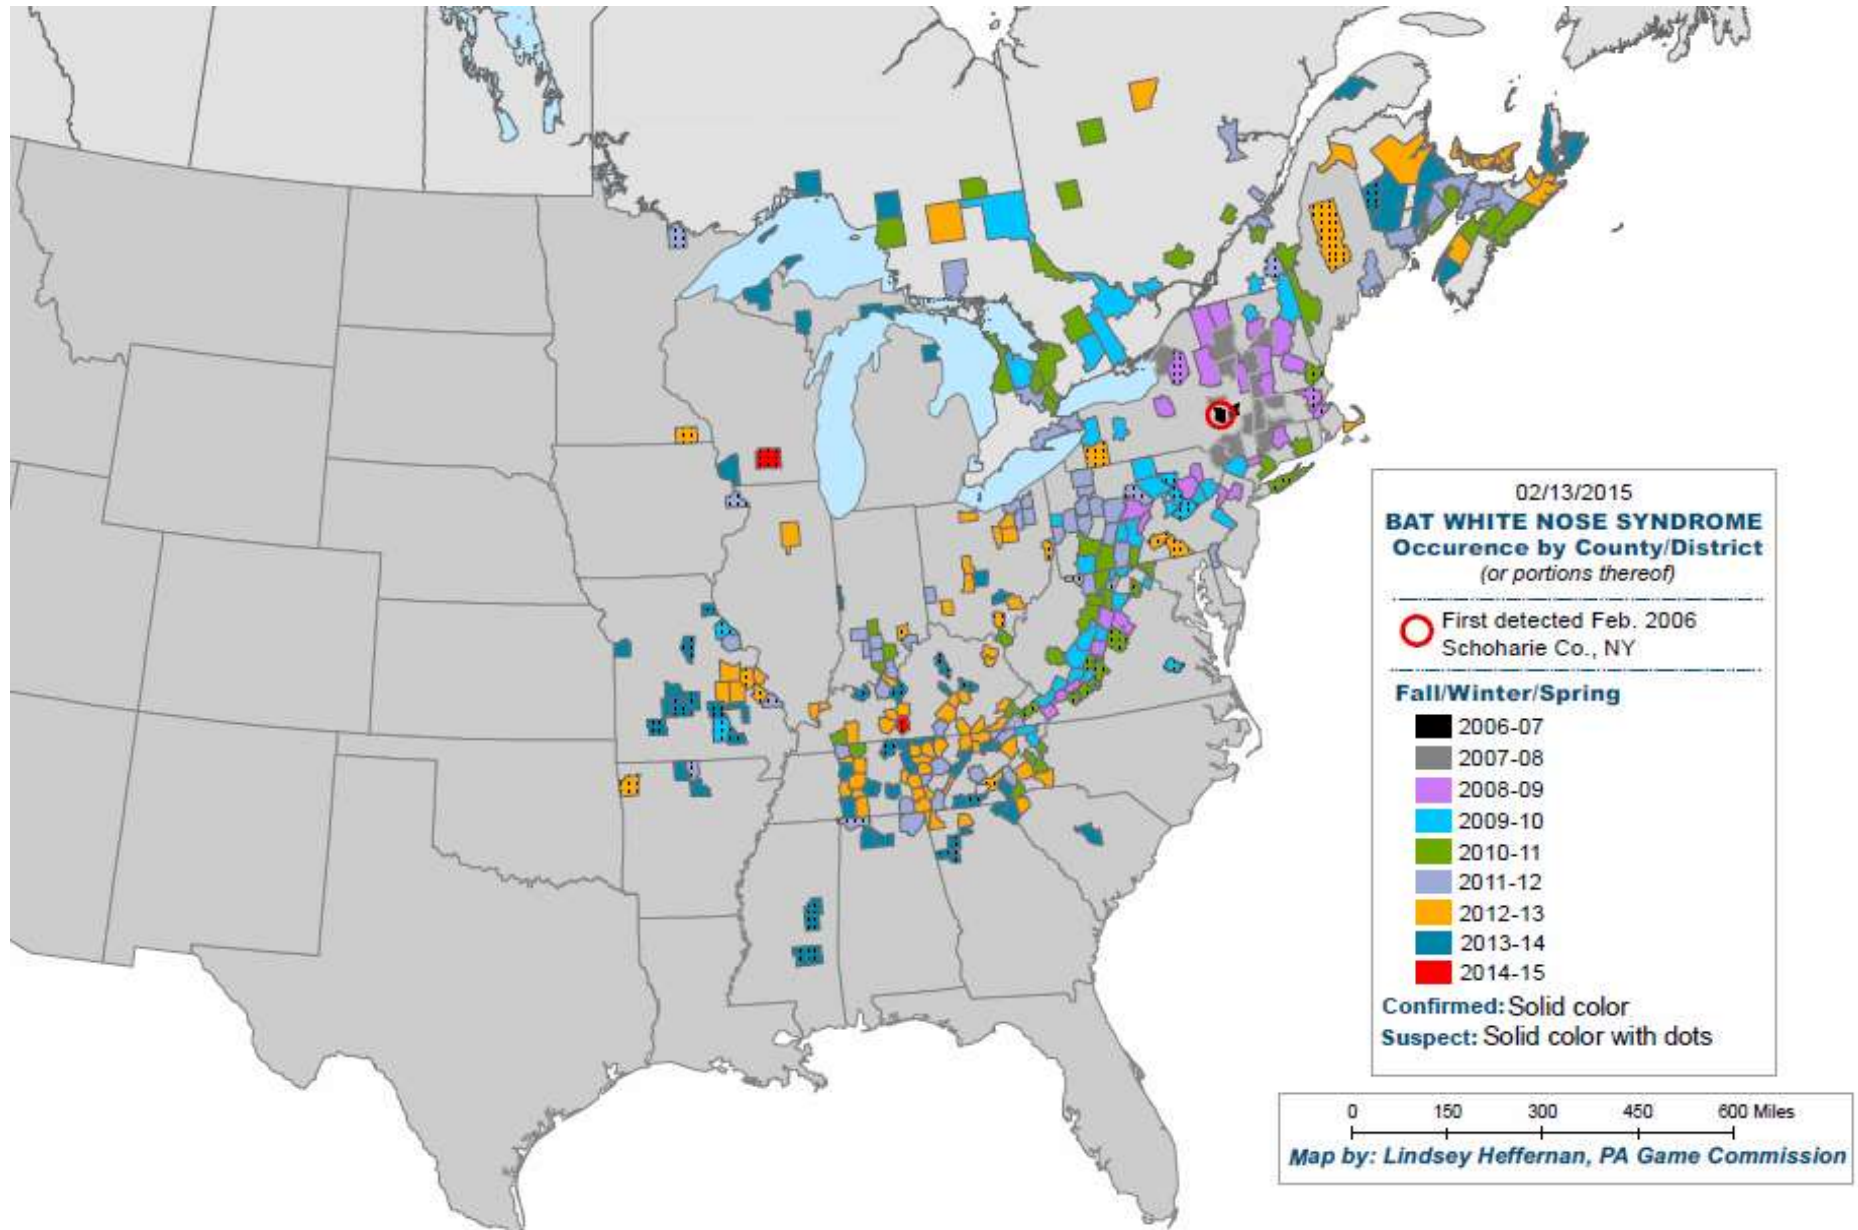 02/13/2015
BAT WHITE NOSE SYNDROME
Occurence by County/District
(or portions thereof)
First detected Feb. 2006
Schoharie Co., NY
Fall/Winter/Spring
2006-07
2007-08
2008-09
2009-10
2010-11
2011-12
2012-13
2013-14
2014-15
Confirmed: Solid color
Suspect: Solid color with dots
0 150 300 450 600 Miles
Map by: Lindsey Heffernan, PA Game Commission